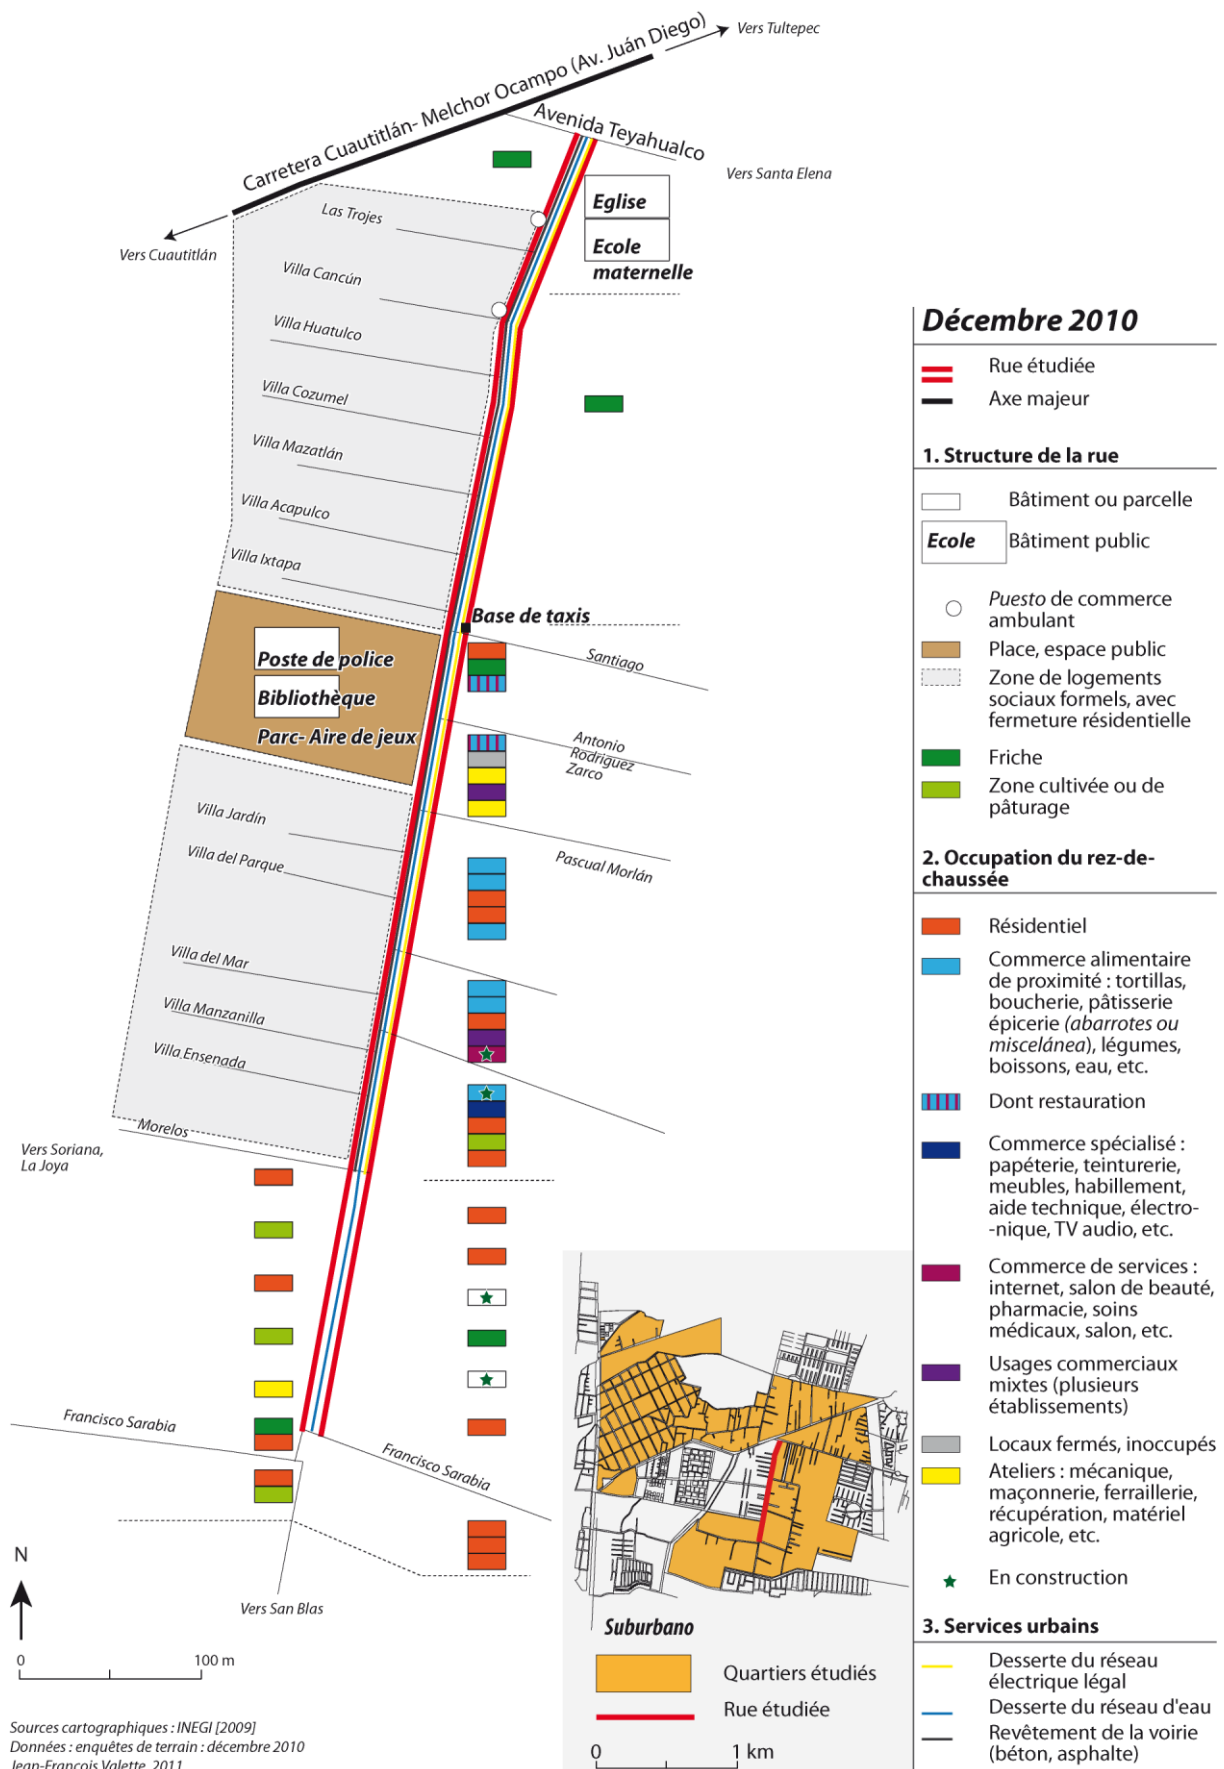 Carretera Cuautitlán- Melchor Ocampo (Av. Juán Diego)
Vers Tultepec
Avenida Teyahualco
Vers Santa Elena
Vers Cuautitlán
Las Trojes
Eglise
Ecole
maternelle
Villa Cancún
Villa Huatulco
Villa Cozumel
Villa Mazatlán
Villa Acapulco
Villa Ixtapa
Base de taxis
Santiago
Poste de police
Bibliothèque
Parc- Aire de jeux
Antonio
Rodriguez
Zarco
Villa Jardín
Villa del Parque
Pascual Morlán
Villa del Mar
Villa Manzanilla
Villa Ensenada
Morelos
Vers Soriana,
La Joya
Francisco Sarabia
Francisco Sarabia
Vers San Blas
N
0
100 m
Sources cartographiques : INEGI [2009]
Données : enquêtes de terrain : décembre 2010
Jean-François Valette, 2011
Suburbano
Quartiers étudiés
Rue étudiée
0
1 km
Décembre 2010
Rue étudiée
Axe majeur
1. Structure de la rue
Bâtiment ou parcelle
Ecole
Bâtiment public
Puesto de commerce
ambulant
Place, espace public
Zone de logements
sociaux formels, avec
fermeture résidentielle
Friche
Zone cultivée ou de
pâturage
2. Occupation du rez-de-
chaussée
Résidentiel
Commerce alimentaire
de proximité : tortillas,
boucherie, pâtisserie
épicerie (abarrotes ou
miscelánea), légumes,
boissons, eau, etc.
Dont restauration
Commerce spécialisé :
papéterie, teinturerie,
meubles, habillement,
aide technique, électro-
-nique, TV audio, etc.
Commerce de services :
internet, salon de beauté,
pharmacie, soins
médicaux, salon, etc.
Usages commerciaux
mixtes (plusieurs
établissements)
Locaux fermés, inoccupés
Ateliers : mécanique,
maçonnerie, ferraillerie,
récupération, matériel
agricole, etc.
En construction
3. Services urbains
Desserte du réseau
électrique légal
Desserte du réseau d'eau
Revêtement de la voirie
(béton, asphalte)